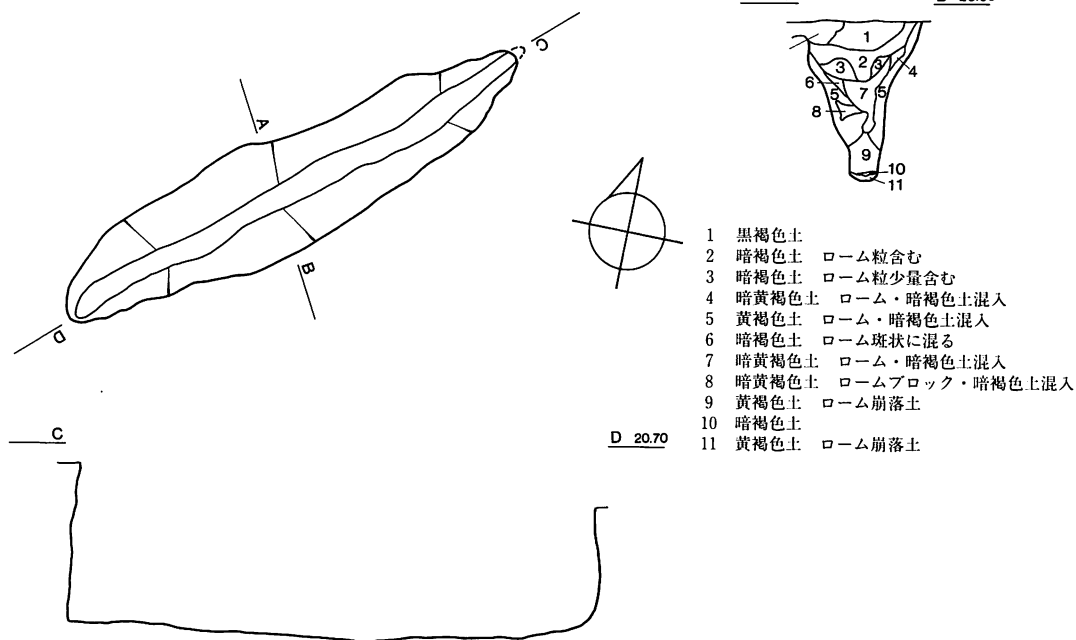 C
A
B
D
1
2
3
3
4
6
5
7
5
8
9
10
11
1 黒褐色土
2 暗褐色土 ローム粒含む
3 暗褐色土 ローム粒少量含む
4 暗黄褐色土 ローム・暗褐色土混入
5 黄褐色土 ローム・暗褐色土混入
6 暗褐色土 ローム斑状に混る
7 暗黄褐色土 ローム・暗褐色土混入
8 暗黄褐色土 ロームブロック・暗褐色土混入
9 黄褐色土 ローム崩落土
10 暗褐色土
11 黄褐色土 ローム崩落土
C
D 20.70